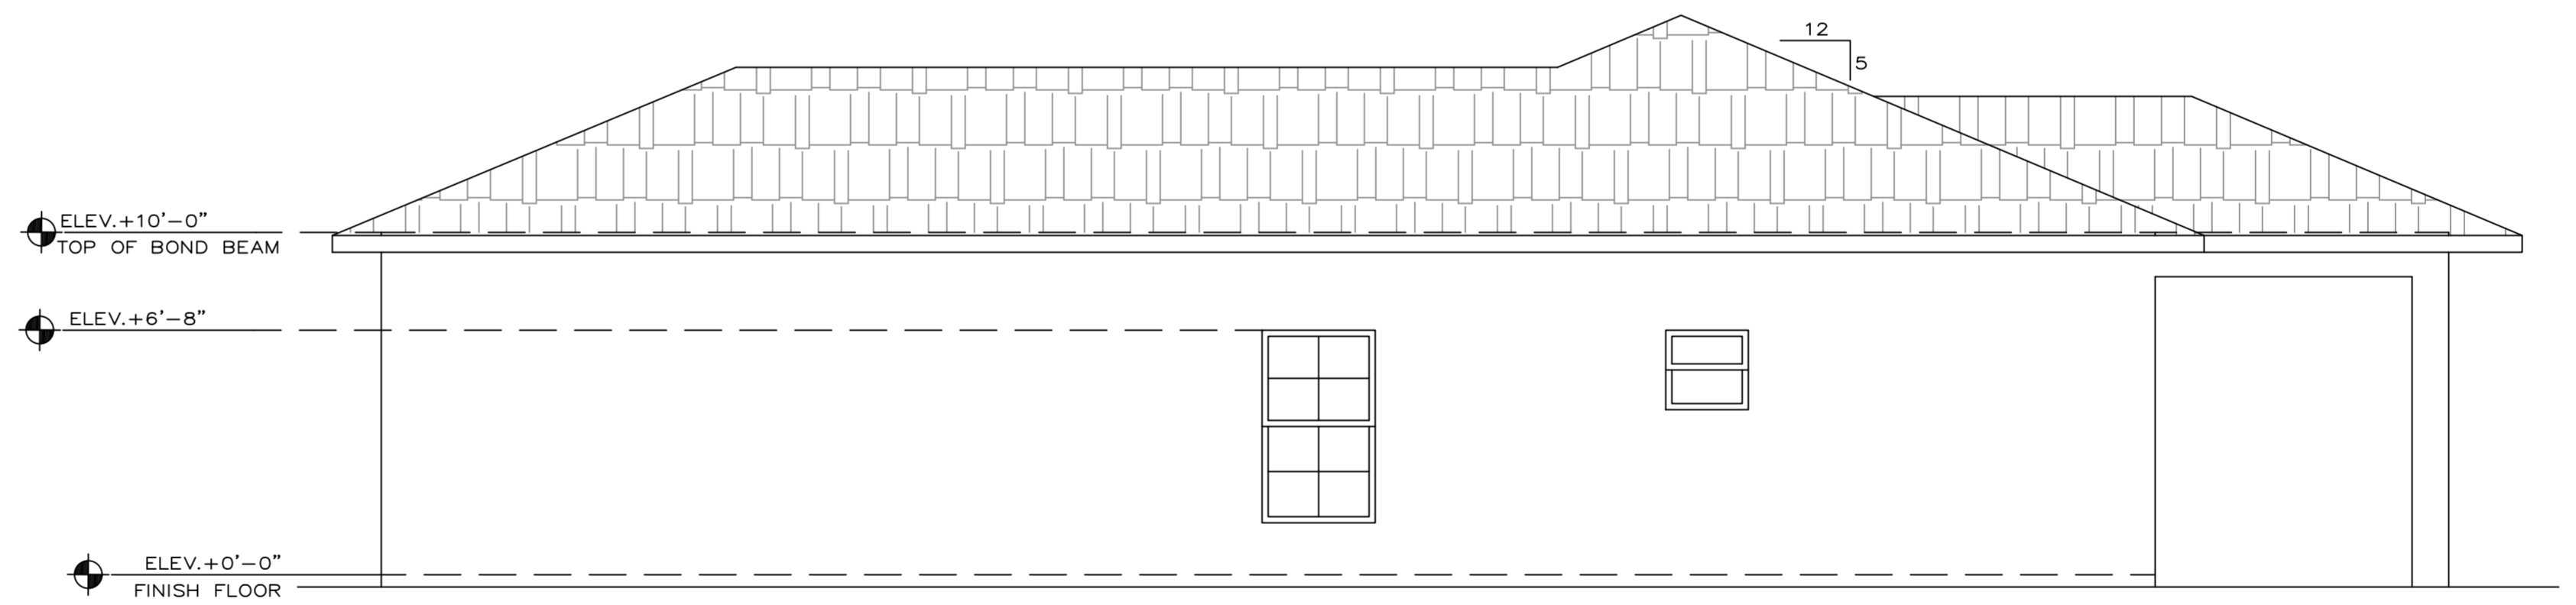 12
5
ELEV.+10'-0"
TOP OF BOND BEAM
ELEV.+6'-8"
ELEV.+0'-0"
FINISH FLOOR